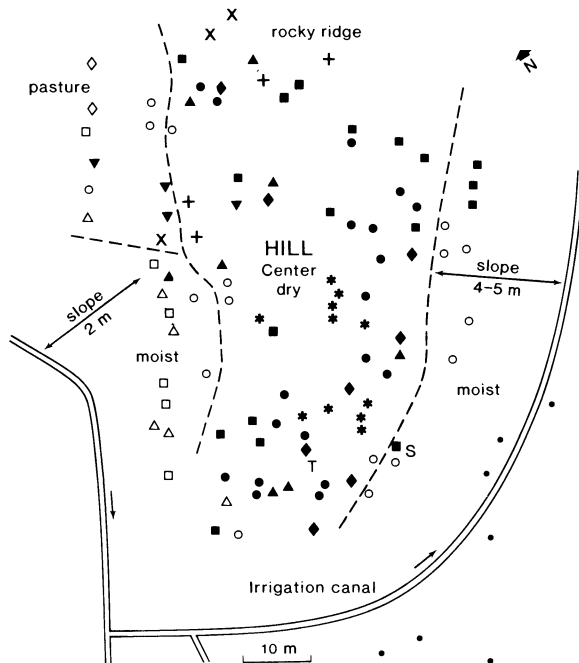 rocky ridge
N
pasture
HILL
Center
dry
slope
4-5 m
slope
2 m
moist
moist
S
T
Irrigation canal
10 m